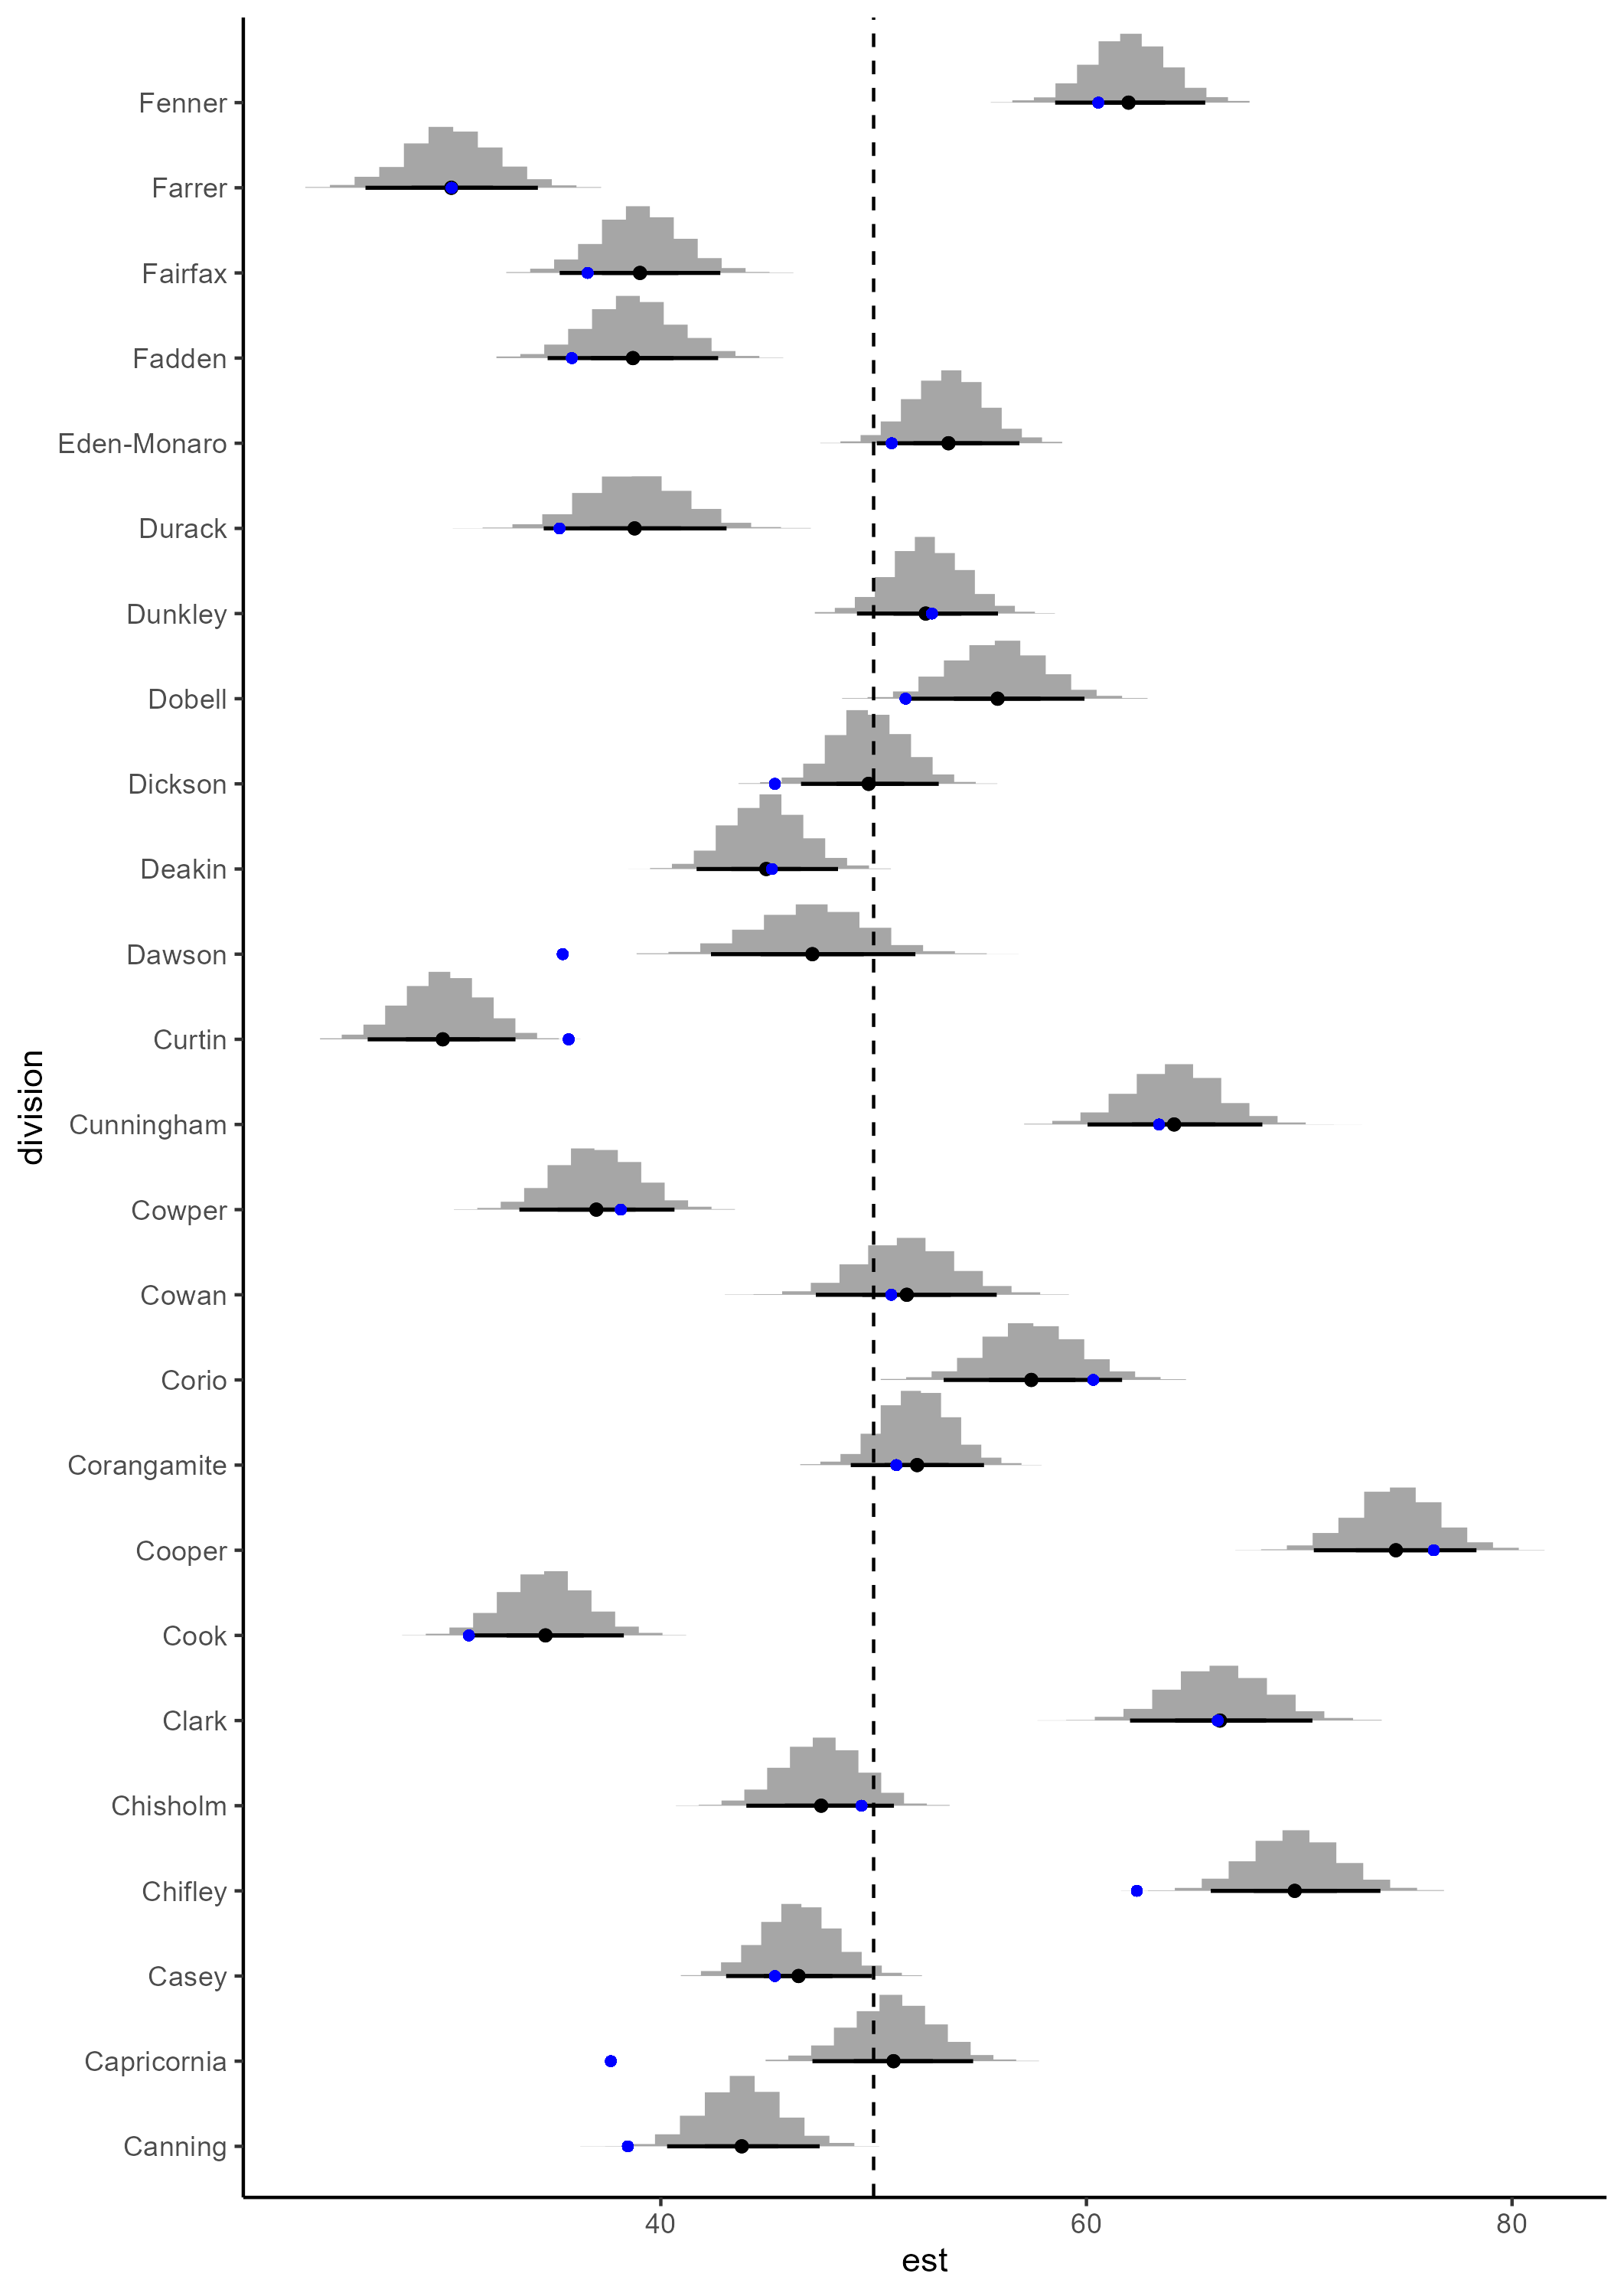 Fenner
Farrer
Fairfax
Fadden
Eden-Monaro
Durack
Dunkley
Dobell
Dickson
Deakin
Dawson
Curtin
Cunningham
Cowper
Cowan
Corio
Corangamite
Cooper
Cook
Clark
Chisholm
Chifley
Casey
Capricornia
Canning
division
40 60 80
est